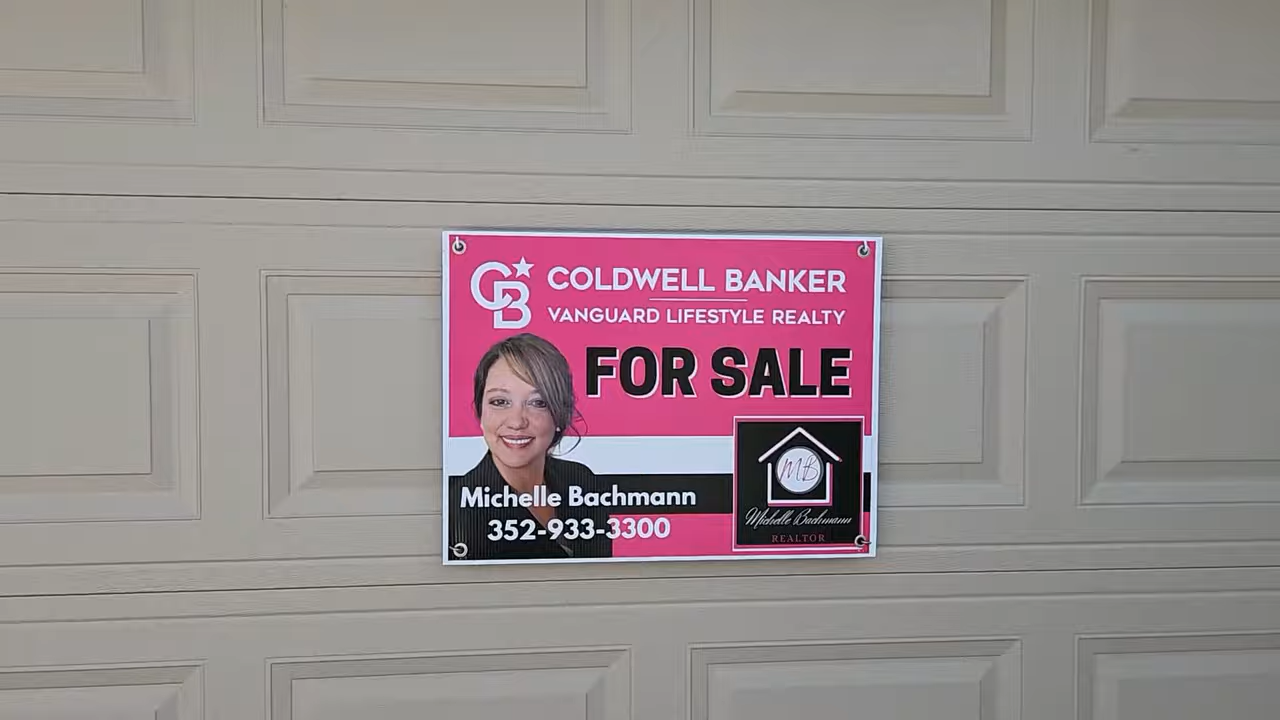 CB
COLDWELL BANKER
VANGUARD LIFESTYLE REALTY
FOR SALE
Michelle Bachmann
352-933-3300
MB
Michelle Bachmann
REALTOR